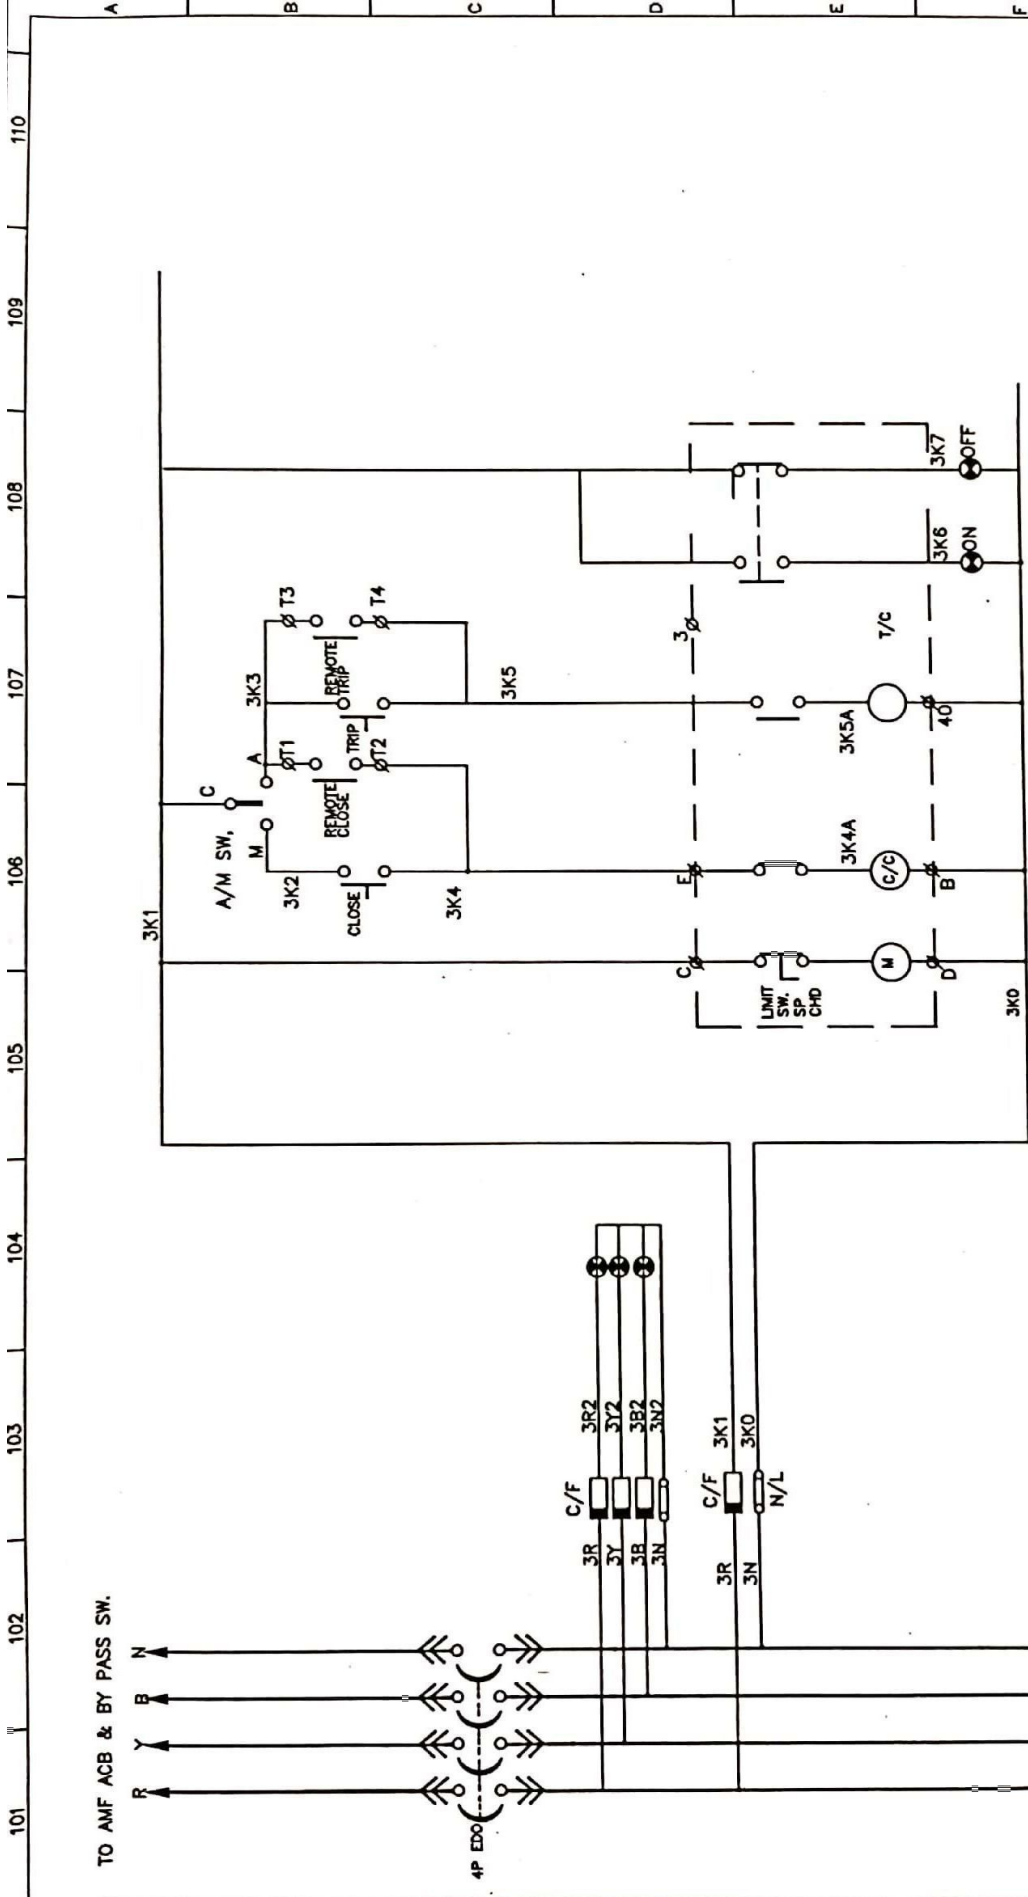 101 102 103 104 105 106 107 108 109 110
A
B
C
D
E
F
TO AMF ACB & BY PASS SW.
R Y B N
4P EDO
C/F
3R 3R2
3Y 3Y2
3B 3B2
3N 3N2
C/F
3R 3K1
3N 3K0
N/L
3K1
A/M SW,
C
M A
3K2
3K3
CLOSE
REMOTE
CLOSE
T1
T2
TRIP
REMOTE
TRIP
T3
T4
3K4
3K5
C
E
3
LIMIT
SW.
SP
CHD
3K4A
3K5A
M
C/C
T/C
D
B
40
3K6
3K7
ON
OFF
3K0